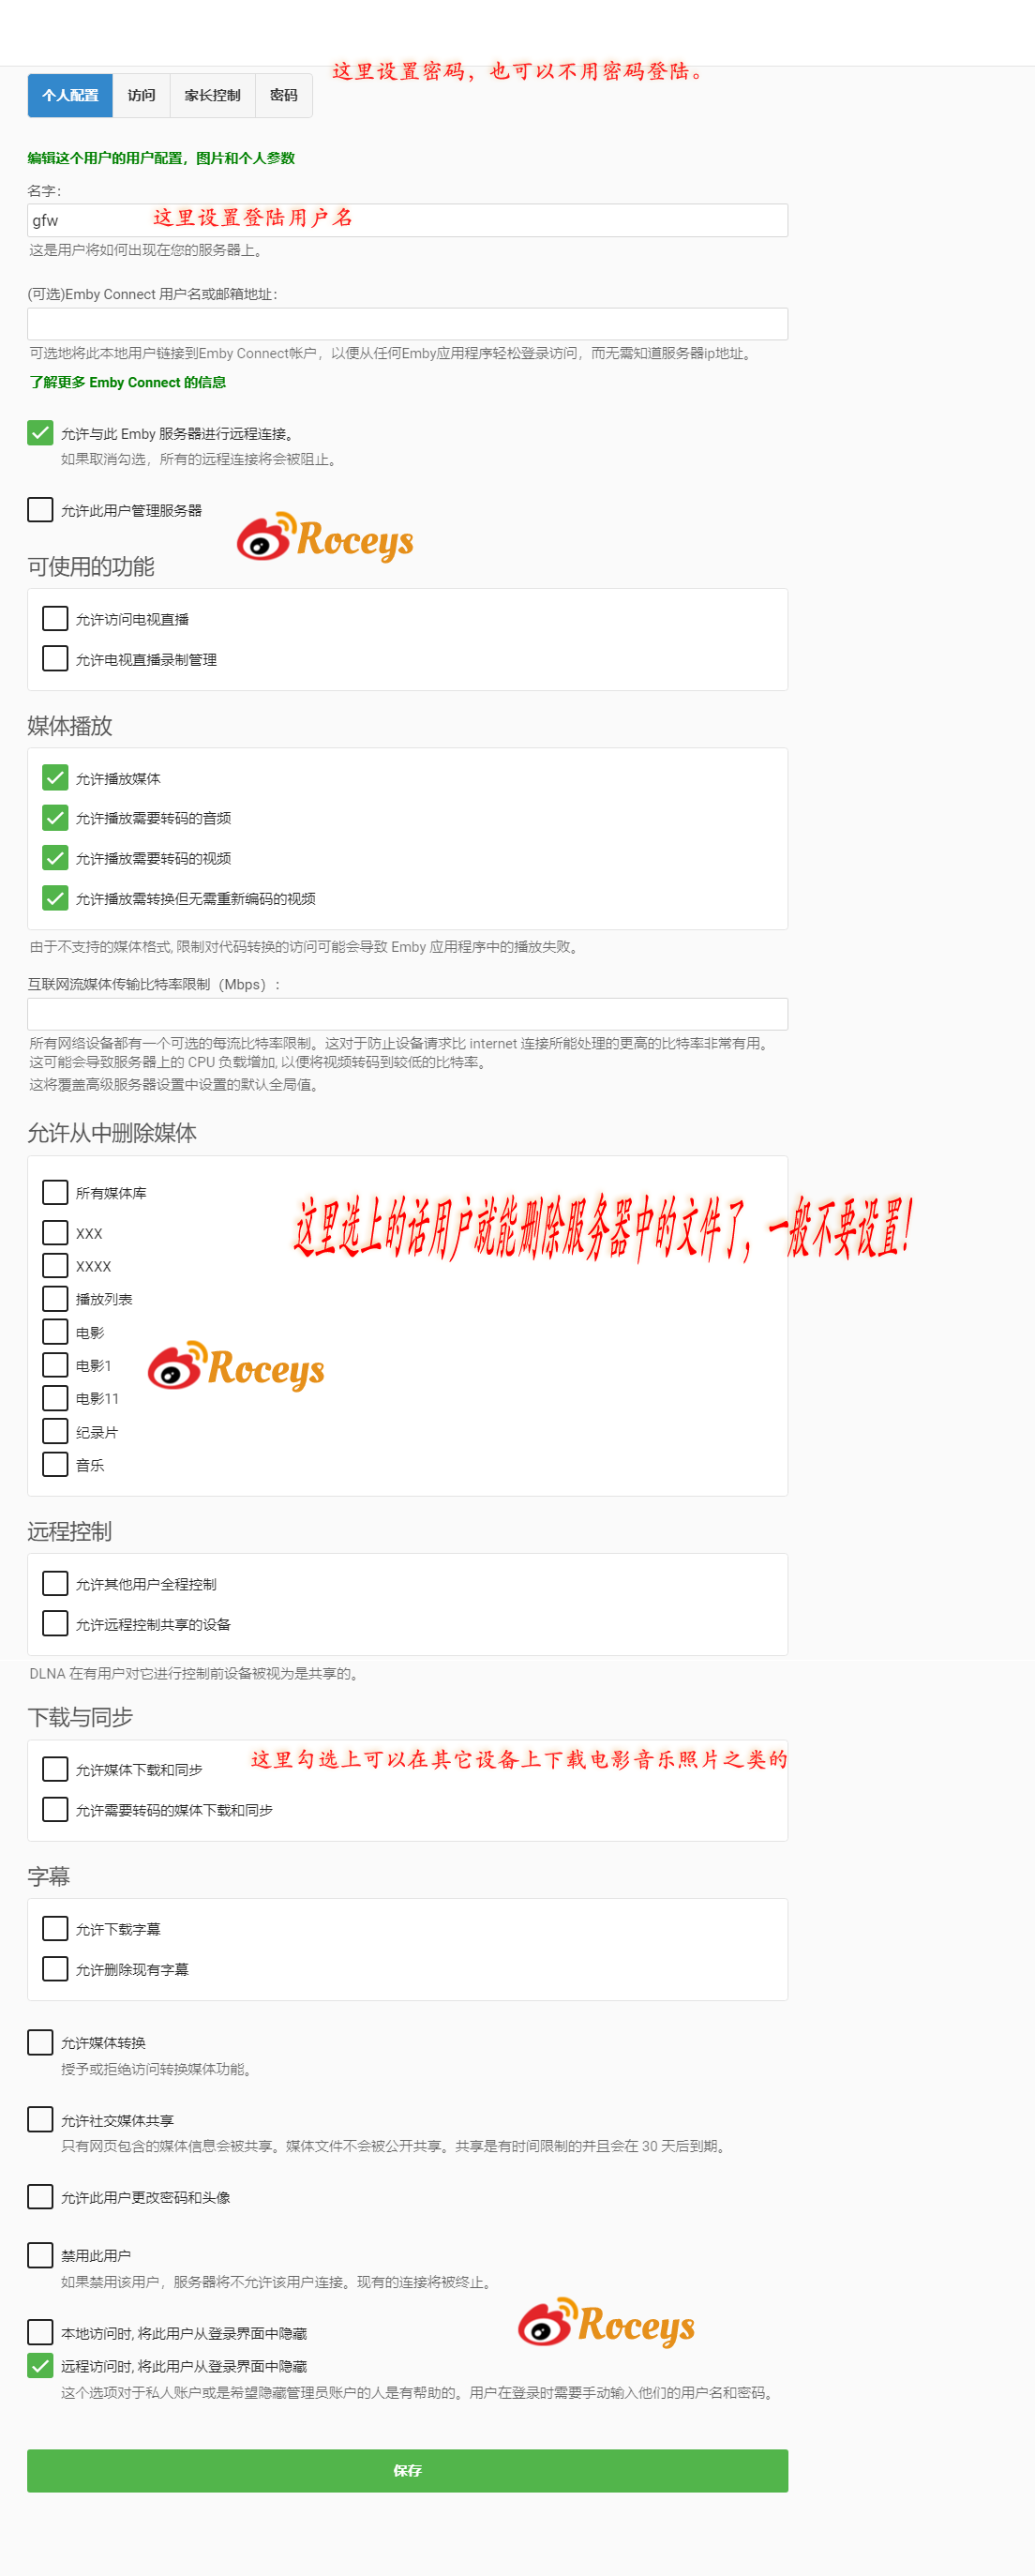 这里设置密码，也可以不用密码登陆。
个人配置 访问 家长控制 密码
编辑这个用户的用户配置，图片和个人参数
名字：
gfw 这里设置登陆用户名
这是用户将如何出现在您的服务器上。
(可选)Emby Connect 用户名或邮箱地址：
可选地将此本地用户链接到Emby Connect帐户，以便从任何Emby应用程序轻松登录访问，而无需知道服务器ip地址。
了解更多 Emby Connect 的信息
允许与此 Emby 服务器进行远程连接。
如果取消勾选，所有的远程连接将会被阻止。
允许此用户管理服务器
Roceys
可使用的功能
允许访问电视直播
允许电视直播录制管理
媒体播放
允许播放媒体
允许播放需要转码的音频
允许播放需要转码的视频
允许播放需转换但无需重新编码的视频
由于不支持的媒体格式, 限制对代码转换的访问可能会导致 Emby 应用程序中的播放失败。
互联网流媒体传输比特率限制（Mbps）：
所有网络设备都有一个可选的每流比特率限制。这对于防止设备请求比 internet 连接所能处理的更高的比特率非常有用。
这可能会导致服务器上的 CPU 负载增加, 以便将视频转码到较低的比特率。
这将覆盖高级服务器设置中设置的默认全局值。
允许从中删除媒体
所有媒体库
这里选上的话用户就能删除服务器中的文件了，一般不要设置！
XXX
XXXX
播放列表
电影
电影1
Roceys
电影11
纪录片
音乐
远程控制
允许其他用户全程控制
允许远程控制共享的设备
DLNA 在有用户对它进行控制前设备被视为是共享的。
下载与同步
这里勾选上可以在其它设备上下载电影音乐照片之类的
允许媒体下载和同步
允许需要转码的媒体下载和同步
字幕
允许下载字幕
允许删除现有字幕
允许媒体转换
授予或拒绝访问转换媒体功能。
允许社交媒体共享
只有网页包含的媒体信息会被共享。媒体文件不会被公开共享。共享是有时间限制的并且会在 30 天后到期。
允许此用户更改密码和头像
禁用此用户
如果禁用该用户，服务器将不允许该用户连接。现有的连接将被终止。
Roceys
本地访问时, 将此用户从登录界面中隐藏
远程访问时, 将此用户从登录界面中隐藏
这个选项对于私人账户或是希望隐藏管理员账户的人是有帮助的。用户在登录时需要手动输入他们的用户名和密码。
保存